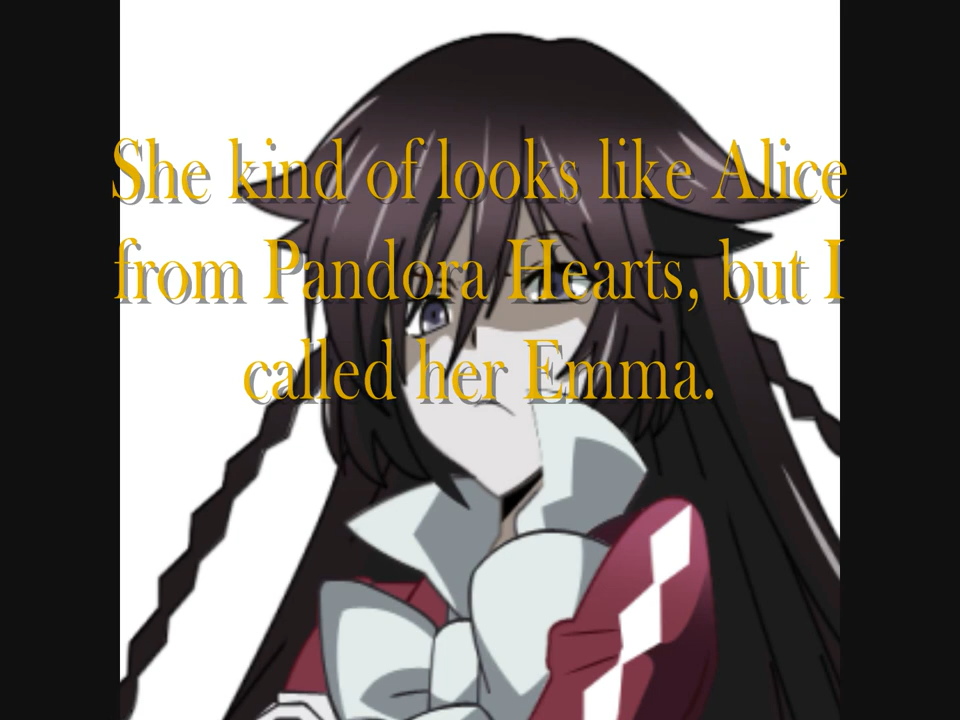 She kind of looks like Alice
from Pandora Hearts, but I
called her Emma.